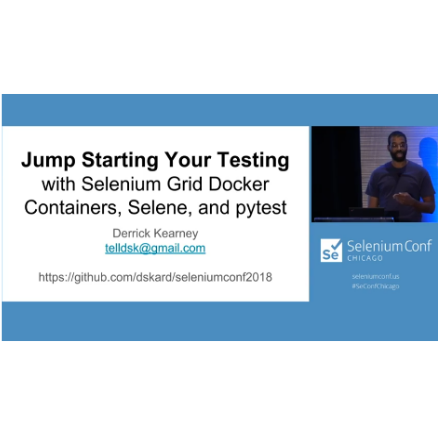 Jump Starting Your Testing
with Selenium Grid Docker
Containers, Selene, and pytest
Derrick Kearney
telldsk@gmail.com
https://github.com/dskard/seleniumconf2018
Se
SeleniumConf
CHICAGO
seleniumconf.us
#SeConfChicago